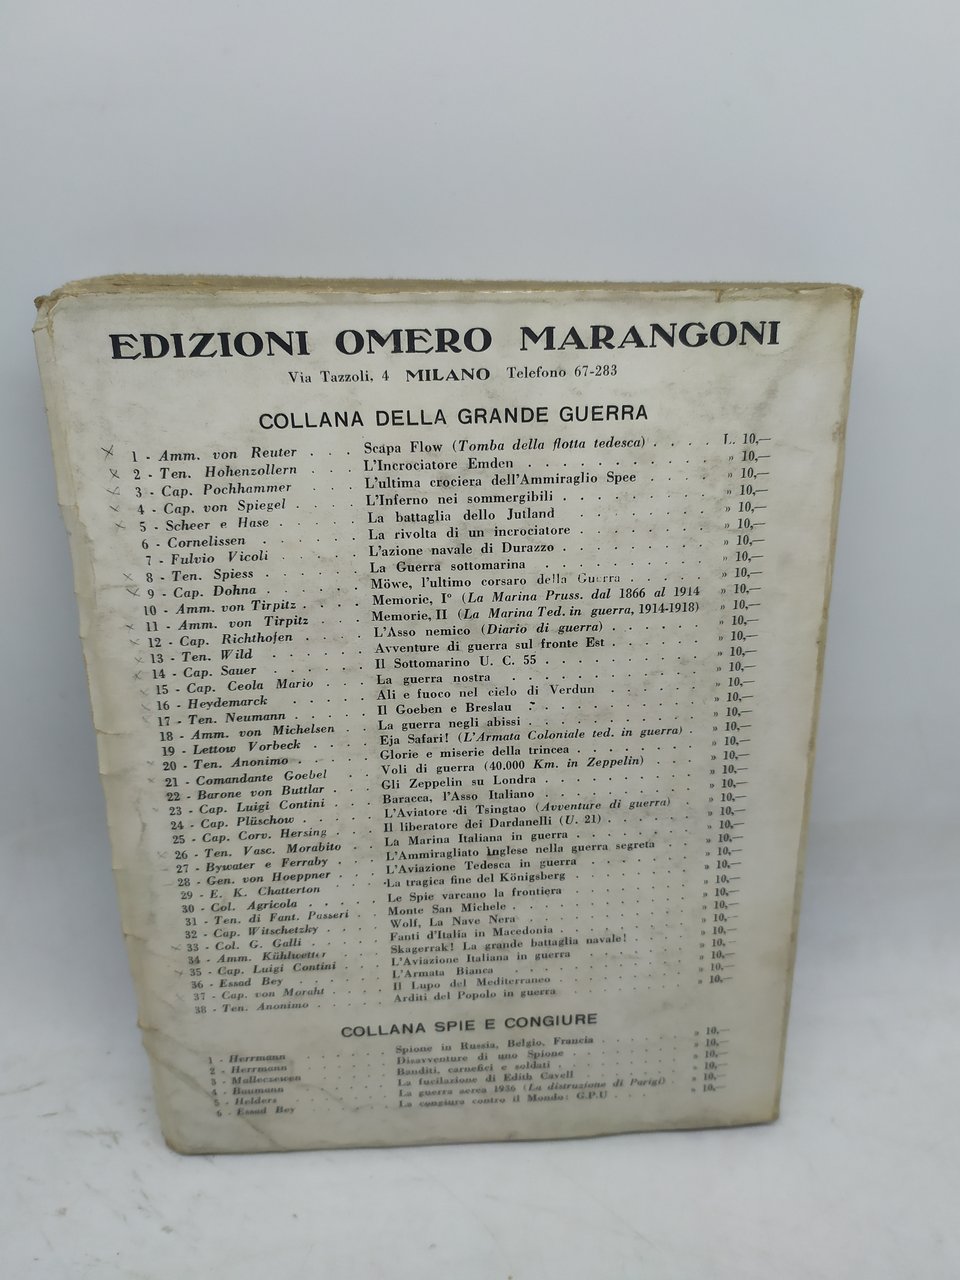 EDIZIONI OMERO MARANGONI
Via Tazzoli, 4 MILANO Telefono 67-283
COLLANA DELLA GRANDE GUERRA
1 - Amm. von Reuter . . . Scapa Flow (Tomba della flotta tedesca) . . . . L. 10,—
2 - Ten. Hohenzollern . . . L'Incrociatore Emden . . . . . . . . . . » 10,—
3 - Cap. Pochhammer . . . L'ultima crociera dell'Ammiraglio Spee . . . . » 10,—
4 - Cap. von Spiegel . . . . L'Inferno nei sommergibili . . . . . . . . » 10,—
5 - Scheer e Hase . . . . . La battaglia dello Jutland . . . . . . . » 10,—
6 - Cornelissen . . . . . . La rivolta di un incrociatore . . . . . . . » 10,—
7 - Fulvio Vicoli . . . . . L'azione navale di Durazzo . . . . . . . . » 10,—
8 - Ten. Spiess . . . . . . La Guerra sottomarina . . . . . . . . . » 10,—
9 - Cap. Dohna . . . . . . Möwe, l'ultimo corsaro della Guerra . . . . . » 10,—
10 - Amm. von Tirpitz . . . . Memorie, I° (La Marina Pruss. dal 1866 al 1914 » 10,—
11 - Amm. von Tirpitz . . . Memorie, II (La Marina Ted. in guerra, 1914-1918) » 10,—
12 - Cap. Richthofen . . . . L'Asso nemico (Diario di guerra) . . . . . . » 10,—
13 - Ten. Wild . . . . . . Avventure di guerra sul fronte Est . . . . . . » 10,—
14 - Cap. Sauer . . . . . . Il Sottomarino U. C. 55 . . . . . . . . . » 10,—
15 - Cap. Ceola Mario . . . . La guerra nostra . . . . . . . . . . » 10,—
16 - Heydemarck . . . . Ali e fuoco nel cielo di Verdun . . . . . . » 10,—
17 - Ten. Neumann . . . . . Il Goeben e Breslau . . . . . . . . . » 10,—
18 - Amm. von Michelsen . . La guerra negli abissi . . . . . . . . . » 10,—
19 - Lettow Vorbeck . . . . Eja Safari! (L'Armata Coloniale ted. in guerra) . » 10,—
20 - Ten. Anonimo . . . . . Glorie e miserie della trincea . . . . . . . » 10,—
21 - Comandante Goebel . . Voli di guerra (40.000 Km. in Zeppelin) . . . » 10,—
22 - Barone von Buttlar . . . Gli Zeppelin su Londra . . . . . . . . . » 10,—
23 - Cap. Luigi Contini . . . Baracca, l'Asso Italiano . . . . . . . . . » 10,—
24 - Cap. Plüschow . . . . . L'Aviatore di Tsingtao (Avventure di guerra) . » 10,—
25 - Cap. Corv. Hersing . . . Il liberatore dei Dardanelli (U. 21) . . . . . . » 10,—
26 - Ten. Vasc. Morabito . . La Marina Italiana in guerra . . . . . . . . » 10,—
27 - Bywater e Ferraby . . . L'Ammiragliato inglese nella guerra segreta . . » 10,—
28 - Gen. von Hoeppner . . . L'Aviazione Tedesca in guerra . . . . . . . » 10,—
29 - E. K. Chatterton . . . La tragica fine del Königsberg . . . . . . . » 10,—
30 - Col. Agricola . . . . . Le Spie varcano la frontiera . . . . . . . » 10,—
31 - Ten. di Fant. Passeri . . Monte San Michele . . . . . . . . . . » 10,—
32 - Cap. Witschetzky . . . . Wolf, La Nave Nera . . . . . . . . . . » 10,—
33 - Col. G. Galli . . . . . Fanti d'Italia in Macedonia . . . . . . . . » 10,—
34 - Amm. Kühlwetter . . . Skagerrak! La grande battaglia navale! . . . . » 10,—
35 - Cap. Luigi Contini . . . L'Aviazione Italiana in guerra . . . . . . . » 10,—
36 - Essad Bey . . . . . . L'Armata Bianca . . . . . . . . . . . » 10,—
37 - Cap. von Moraht . . . . Il Lupo del Mediterraneo . . . . . . . . » 10,—
38 - Ten. Anonimo . . . . . Arditi del Popolo in guerra . . . . . . . . » 10,—
COLLANA SPIE E CONGIURE
1 - Herrmann . . . . . . Spione in Russia, Belgio, Francia . . . . . . » 10,—
2 - Herrmann . . . . . . Disavventure di uno Spione . . . . . . . » 10,—
3 - . . . . . Banditi, carnefici e soldati . . . . . . . . » 10,—
4 - Baumann . . . . . . La fucilazione di Edith Cavell . . . . . . » 10,—
5 - Helders . . . . . . La guerra aerea 1936 (La distruzione di Parigi) . » 10,—
6 - Essad Bey . . . . . . La congiura contro il Mondo: G.P.U . . . » 10,—